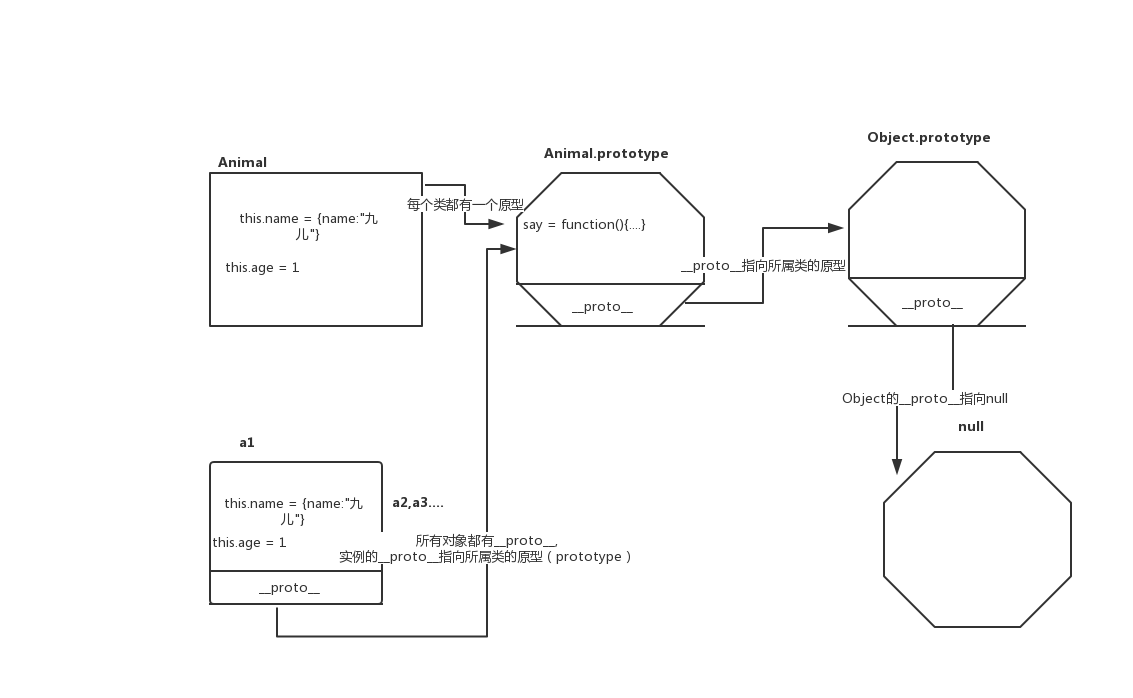 Object.prototype
Animal.prototype
Animal
每个类都有一个原型
this.name = {name:"九
儿"}
say = function(){....}
this.age = 1
__proto__指向所属类的原型
__proto__
__proto__
Object的__proto__指向null
null
a1
a2,a3....
this.name = {name:"九
儿"}
this.age = 1
所有对象都有__proto__,
实例的__proto__指向所属类的原型（prototype）
__proto__